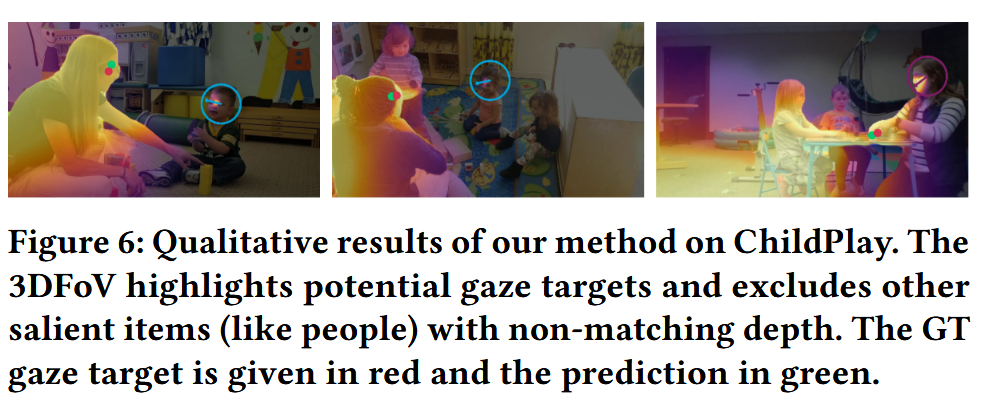 Figure 6: Qualitative results of our method on ChildPlay. The
3DFoV highlights potential gaze targets and excludes other
salient items (like people) with non-matching depth. The GT
gaze target is given in red and the prediction in green.